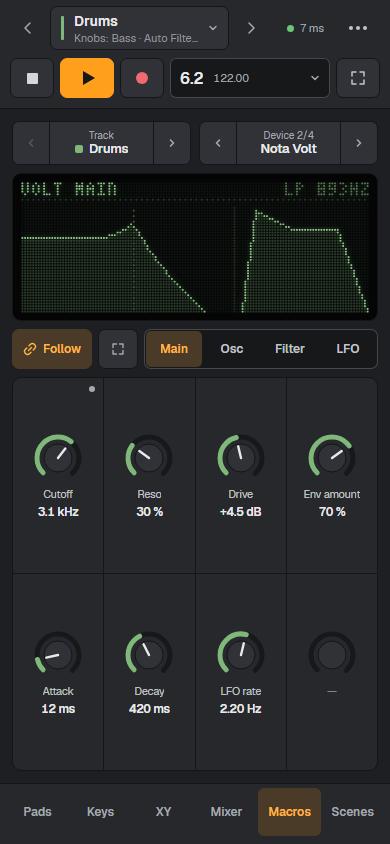 Drums
Knobs: Bass · Auto Filte...
7 ms
6.2 122.00
Track
Drums
Device 2/4
Nota Volt
VOLT MAIN
LP 893HZ
Follow
Main
Osc
Filter
LFO
Cutoff
3.1 kHz
Reso
30 %
Drive
+4.5 dB
Env amount
70 %
Attack
12 ms
Decay
420 ms
LFO rate
2.20 Hz
—
Pads
Keys
XY
Mixer
Macros
Scenes